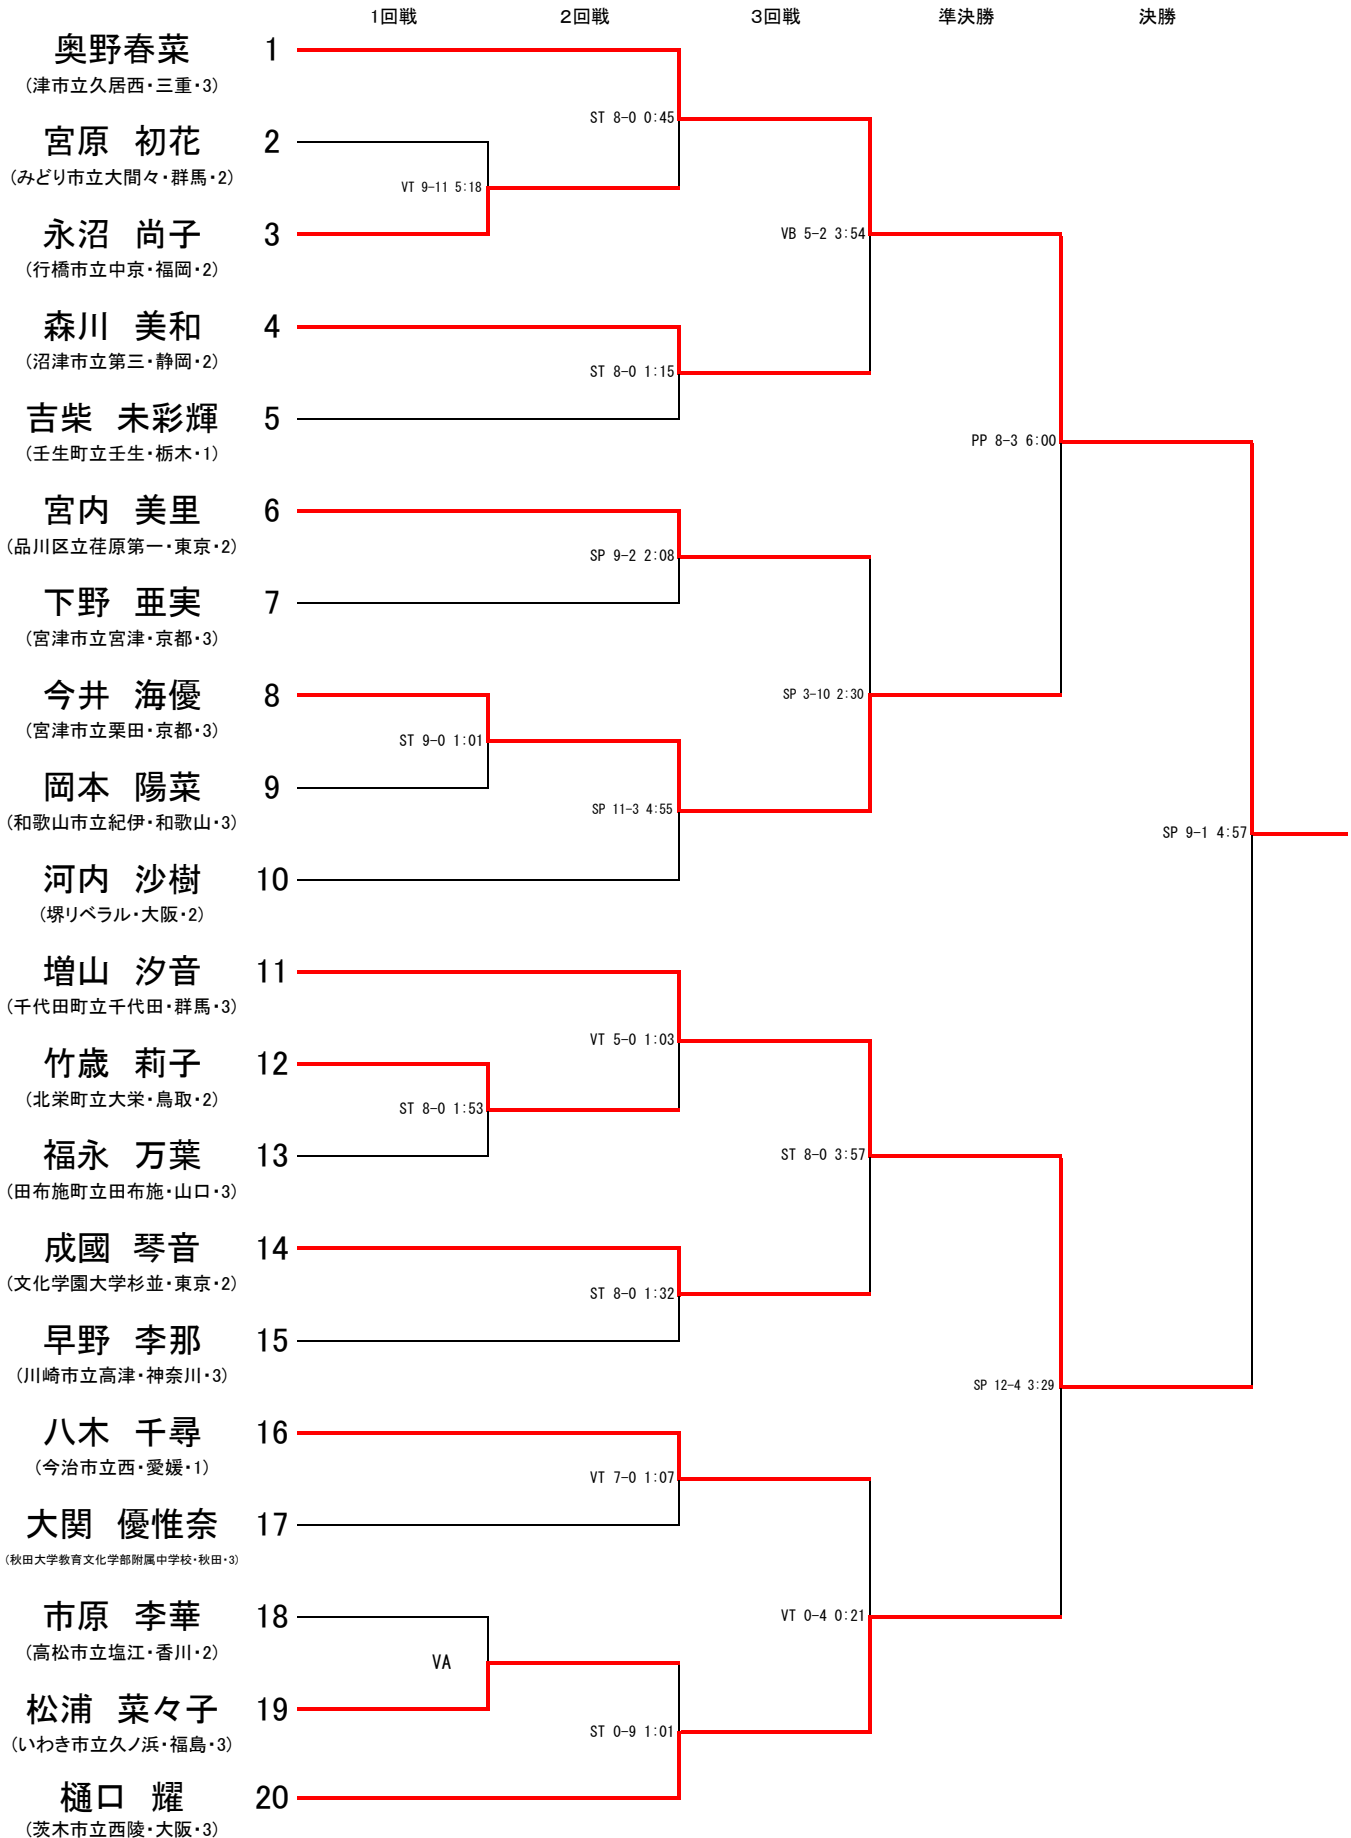 1回戦 2回戦 3回戦 準決勝 決勝
奥野春菜 1
(津市立久居西・三重・3)
ST 8-0 0:45
宮原 初花 2
(みどり市立大間々・群馬・2)
VT 9-11 5:18
永沼 尚子 3
(行橋市立中京・福岡・2)
VB 5-2 3:54
森川 美和 4
(沼津市立第三・静岡・2)
ST 8-0 1:15
吉柴 未彩輝 5
(壬生町立壬生・栃木・1)
PP 8-3 6:00
宮内 美里 6
(品川区立荏原第一・東京・2)
SP 9-2 2:08
下野 亜実 7
(宮津市立宮津・京都・3)
今井 海優 8
(宮津市立栗田・京都・3)
SP 3-10 2:30
ST 9-0 1:01
岡本 陽菜 9
(和歌山市立紀伊・和歌山・3)
SP 11-3 4:55
SP 9-1 4:57
河内 沙樹 10
(堺リベラル・大阪・2)
増山 汐音 11
(千代田町立千代田・群馬・3)
VT 5-0 1:03
竹歳 莉子 12
(北栄町立大栄・鳥取・2)
ST 8-0 1:53
福永 万葉 13
(田布施町立田布施・山口・3)
ST 8-0 3:57
成國 琴音 14
(文化学園大学杉並・東京・2)
ST 8-0 1:32
早野 李那 15
(川崎市立高津・神奈川・3)
SP 12-4 3:29
八木 千尋 16
(今治市立西・愛媛・1)
VT 7-0 1:07
大関 優惟奈 17
(秋田大学教育文化学部附属中学校・秋田・3)
市原 李華 18
(高松市立塩江・香川・2)
VT 0-4 0:21
VA
松浦 菜々子 19
(いわき市立久ノ浜・福島・3)
ST 0-9 1:01
樋口 耀 20
(茨木市立西陵・大阪・3)